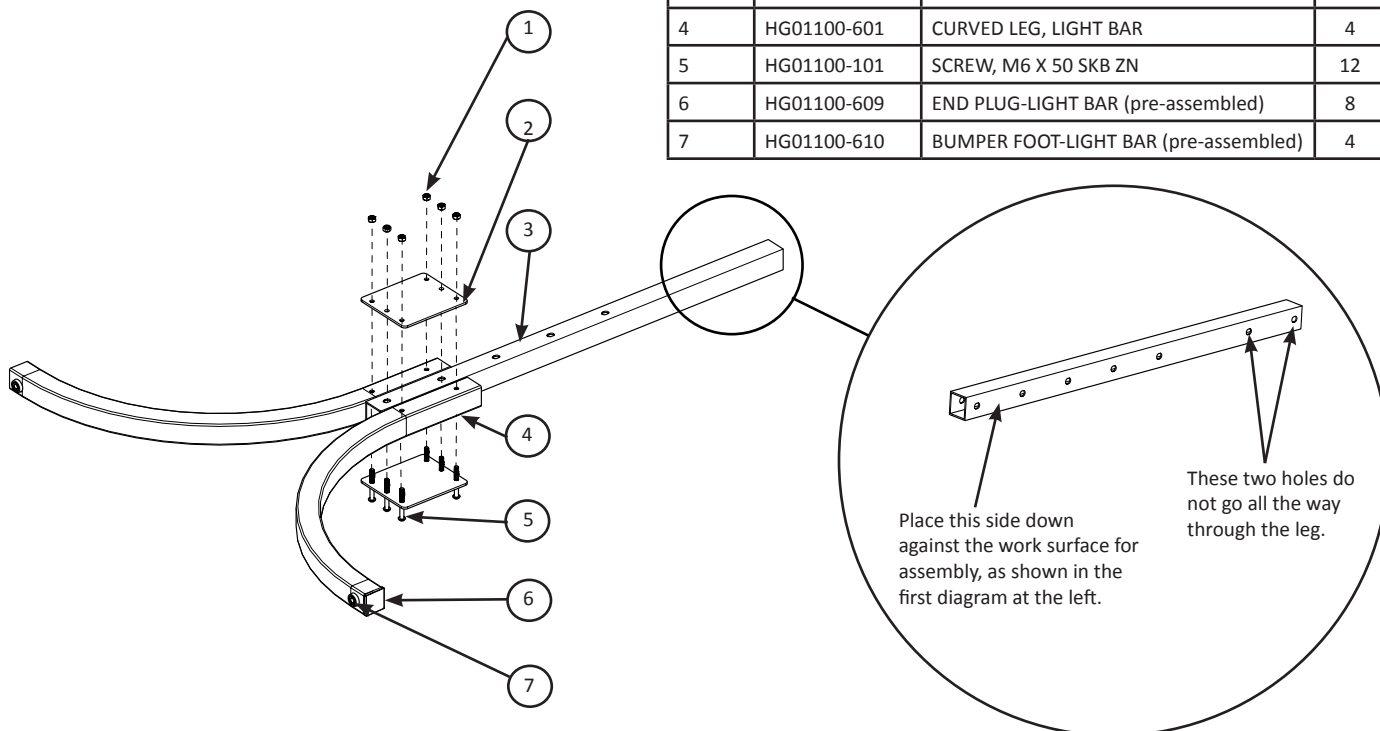 4 HG01100-601 CURVED LEG, LIGHT BAR 4
5 HG01100-101 SCREW, M6 X 50 SKB ZN 12
6 HG01100-609 END PLUG-LIGHT BAR (pre-assembled) 8
7 HG01100-610 BUMPER FOOT-LIGHT BAR (pre-assembled) 4
1
2
3
4
5
6
7
Place this side down
against the work surface for
assembly, as shown in the
first diagram at the left.
These two holes do
not go all the way
through the leg.